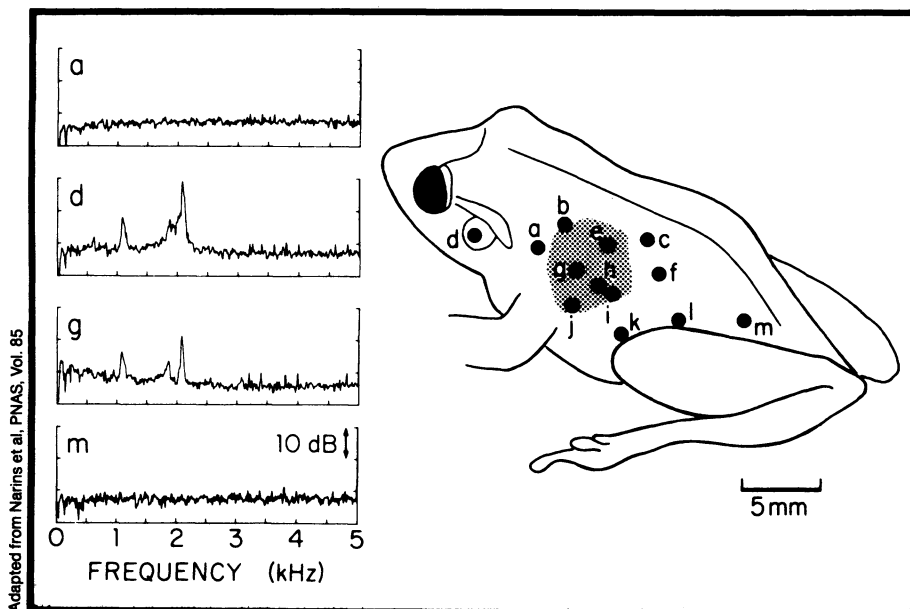 Adapted from Narins et al, PNAS, Vol. 85
a
d
g
m
10 dB
0 1 2 3 4 5
FREQUENCY (kHz)
b
a
d
e
c
g
h
f
j
i
k
l
m
5mm